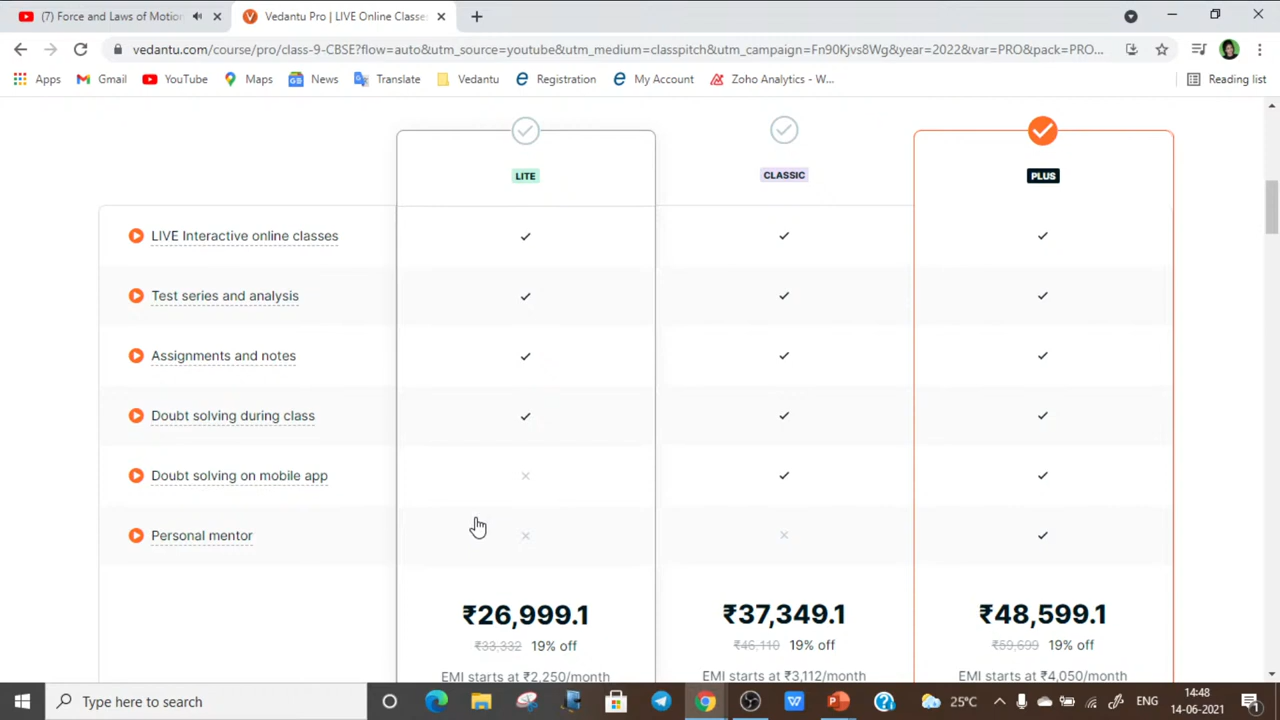 (7) Force and Laws of Motion
Vedantu Pro | LIVE Online Classes
vedantu.com/course/pro/class-9-CBSE?flow=auto&utm_source=youtube&utm_medium=classpitch&utm_campaign=Fn90Kjvs8Wg&year=2022&var=PRO&pack=PRO...
Apps Gmail YouTube Maps News Translate Vedantu Registration My Account Zoho Analytics - W... Reading list
LITE CLASSIC PLUS
LIVE Interactive online classes
Test series and analysis
Assignments and notes
Doubt solving during class
Doubt solving on mobile app
Personal mentor
₹26,999.1 ₹37,349.1 ₹48,599.1
₹33,332 19% off ₹46,110 19% off ₹59,699 19% off
EMI starts at ₹2,250/month EMI starts at ₹3,112/month EMI starts at ₹4,050/month
Type here to search
25°C
ENG
14:48
14-06-2021
1